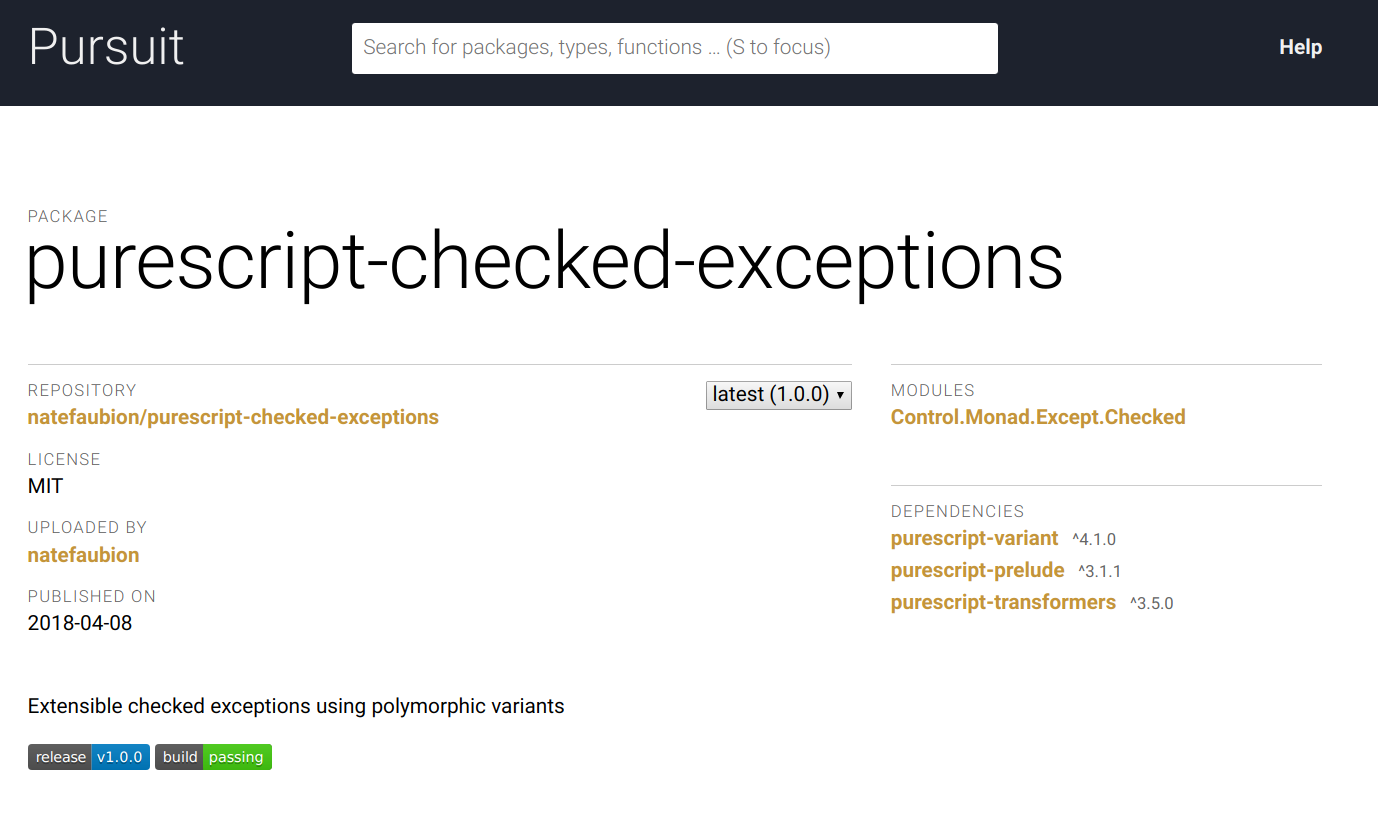 Pursuit
Search for packages, types, functions ... (S to focus)
Help
PACKAGE
purescript-checked-exceptions
REPOSITORY
natefaubion/purescript-checked-exceptions
latest (1.0.0)
LICENSE
MIT
UPLOADED BY
natefaubion
PUBLISHED ON
2018-04-08
MODULES
Control.Monad.Except.Checked
DEPENDENCIES
purescript-variant ^4.1.0
purescript-prelude ^3.1.1
purescript-transformers ^3.5.0
Extensible checked exceptions using polymorphic variants
release v1.0.0 build passing